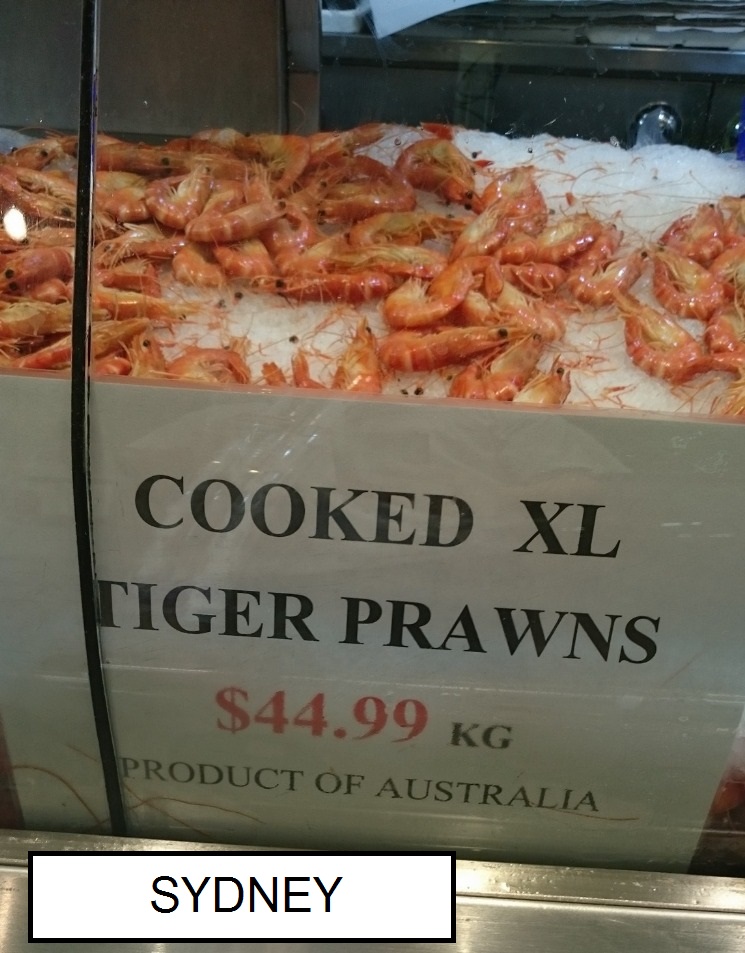 COOKED XL
TIGER PRAWNS
$44.99 KG
PRODUCT OF AUSTRALIA
SYDNEY